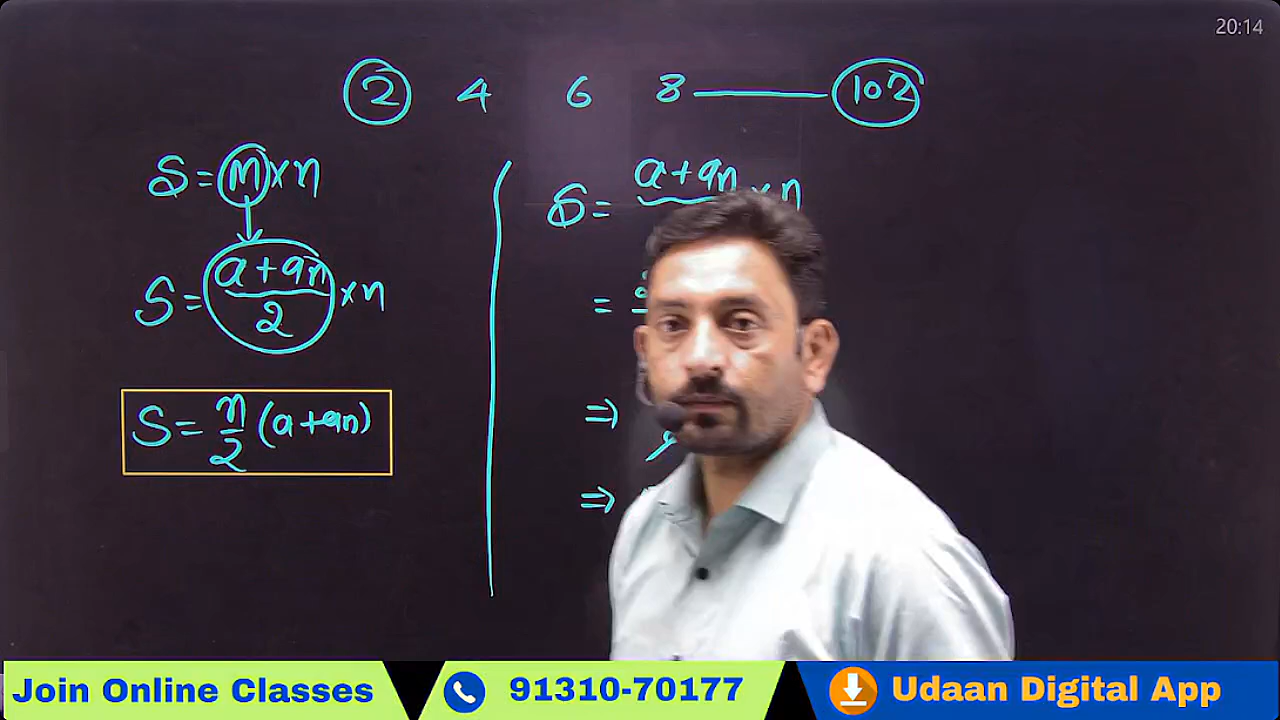 20:14
2 4 6 8 —— 102
S = m × n
S = (a + an)/2 × n
S = n/2 (a + an)
S = a + an × n
=
⇒
⇒
Join Online Classes
91310-70177
Udaan Digital App